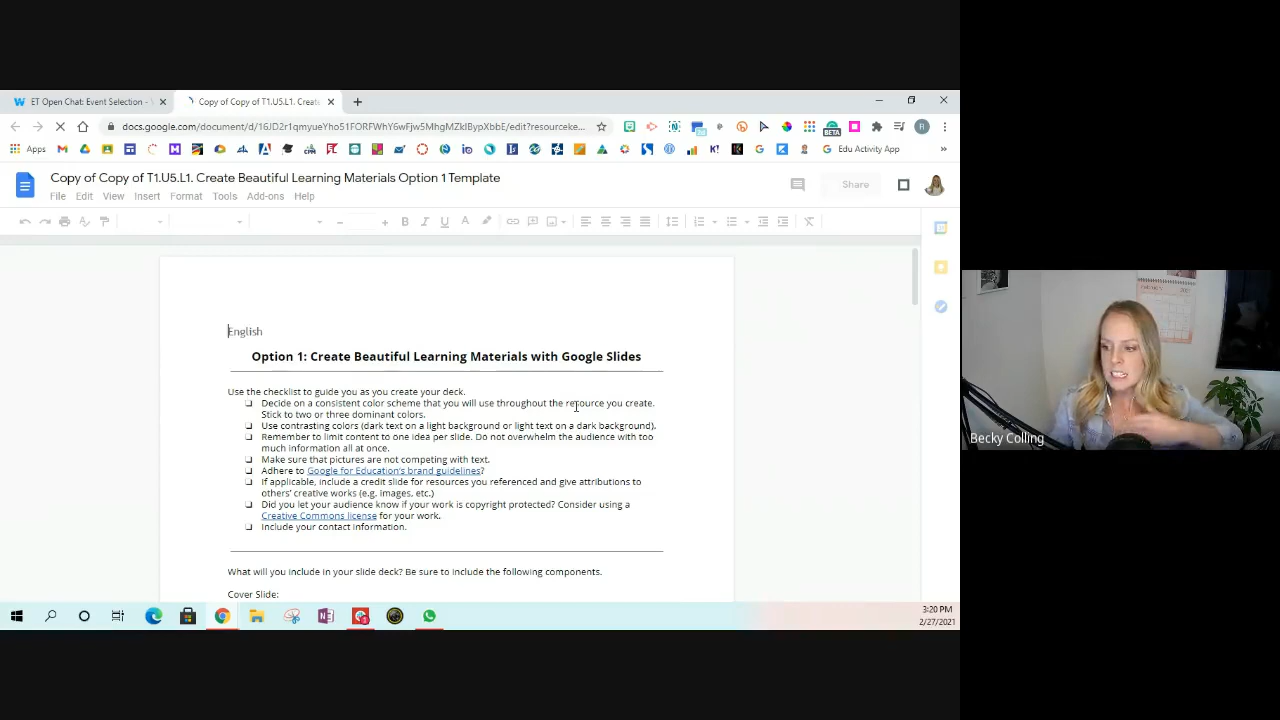 ET Open Chat: Event Selection -
Copy of Copy of T1.U5.L1. Create
Apps
Edu Activity App
Copy of Copy of T1.U5.L1. Create Beautiful Learning Materials Option 1 Template
File Edit View Insert Format Tools Add-ons Help
Share
English
Option 1: Create Beautiful Learning Materials with Google Slides
Use the checklist to guide you as you create your deck.
❏ Decide on a consistent color scheme that you will use throughout the resource you create.
Stick to two or three dominant colors.
❏ Use contrasting colors (dark text on a light background or light text on a dark background).
❏ Remember to limit content to one idea per slide. Do not overwhelm the audience with too
much information all at once.
❏ Make sure that pictures are not competing with text.
❏ Adhere to Google for Education's brand guidelines?
❏ If applicable, include a credit slide for resources you referenced and give attributions to
others' creative works (e.g. images, etc.)
❏ Did you let your audience know if your work is copyright protected? Consider using a
Creative Commons license for your work.
❏ Include your contact information.
What will you include in your slide deck? Be sure to include the following components.
Cover Slide:
3:20 PM
2/27/2021
Becky Colling